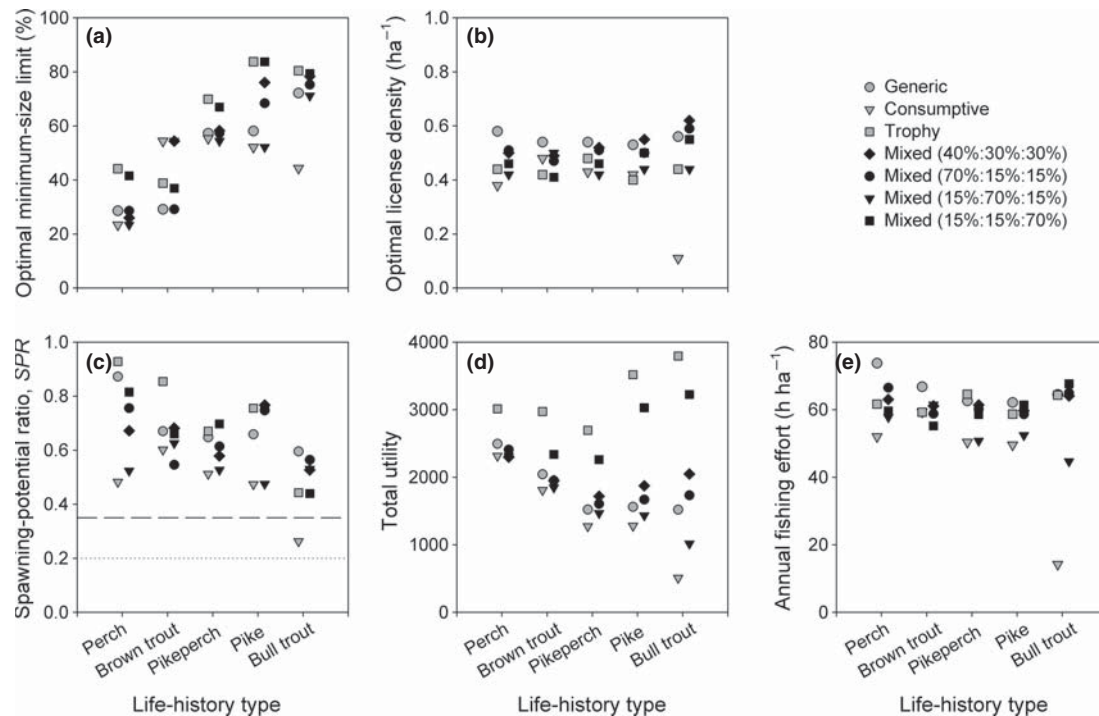 (a)
Optimal minimum-size limit (%)
100
80
60
40
20
0
(b)
Optimal license density (ha⁻¹)
1.0
0.8
0.6
0.4
0.2
0.0
Generic
Consumptive
Trophy
Mixed (40%:30%:30%)
Mixed (70%:15%:15%)
Mixed (15%:70%:15%)
Mixed (15%:15%:70%)
(c)
Spawning-potential ratio, SPR
1.0
0.8
0.6
0.4
0.2
0.0
Perch
Brown trout
Pikeperch
Pike
Bull trout
Life-history type
(d)
Total utility
4000
3000
2000
1000
0
Perch
Brown trout
Pikeperch
Pike
Bull trout
Life-history type
(e)
Annual fishing effort (h ha⁻¹)
80
60
40
20
0
Perch
Brown trout
Pikeperch
Pike
Bull trout
Life-history type